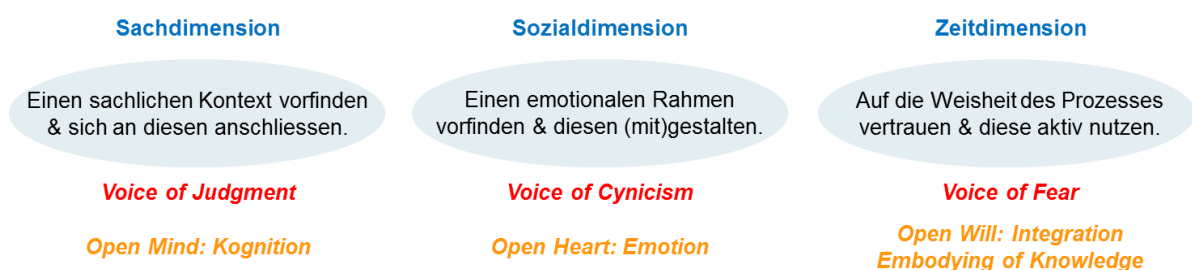 Sachdimension
Einen sachlichen Kontext vorfinden
& sich an diesen anschliessen.
Voice of Judgment
Open Mind: Kognition
Sozialdimension
Einen emotionalen Rahmen
vorfinden & diesen (mit)gestalten.
Voice of Cynicism
Open Heart: Emotion
Zeitdimension
Auf die Weisheit des Prozesses
vertrauen & diese aktiv nutzen.
Voice of Fear
Open Will: Integration
Embodying of Knowledge